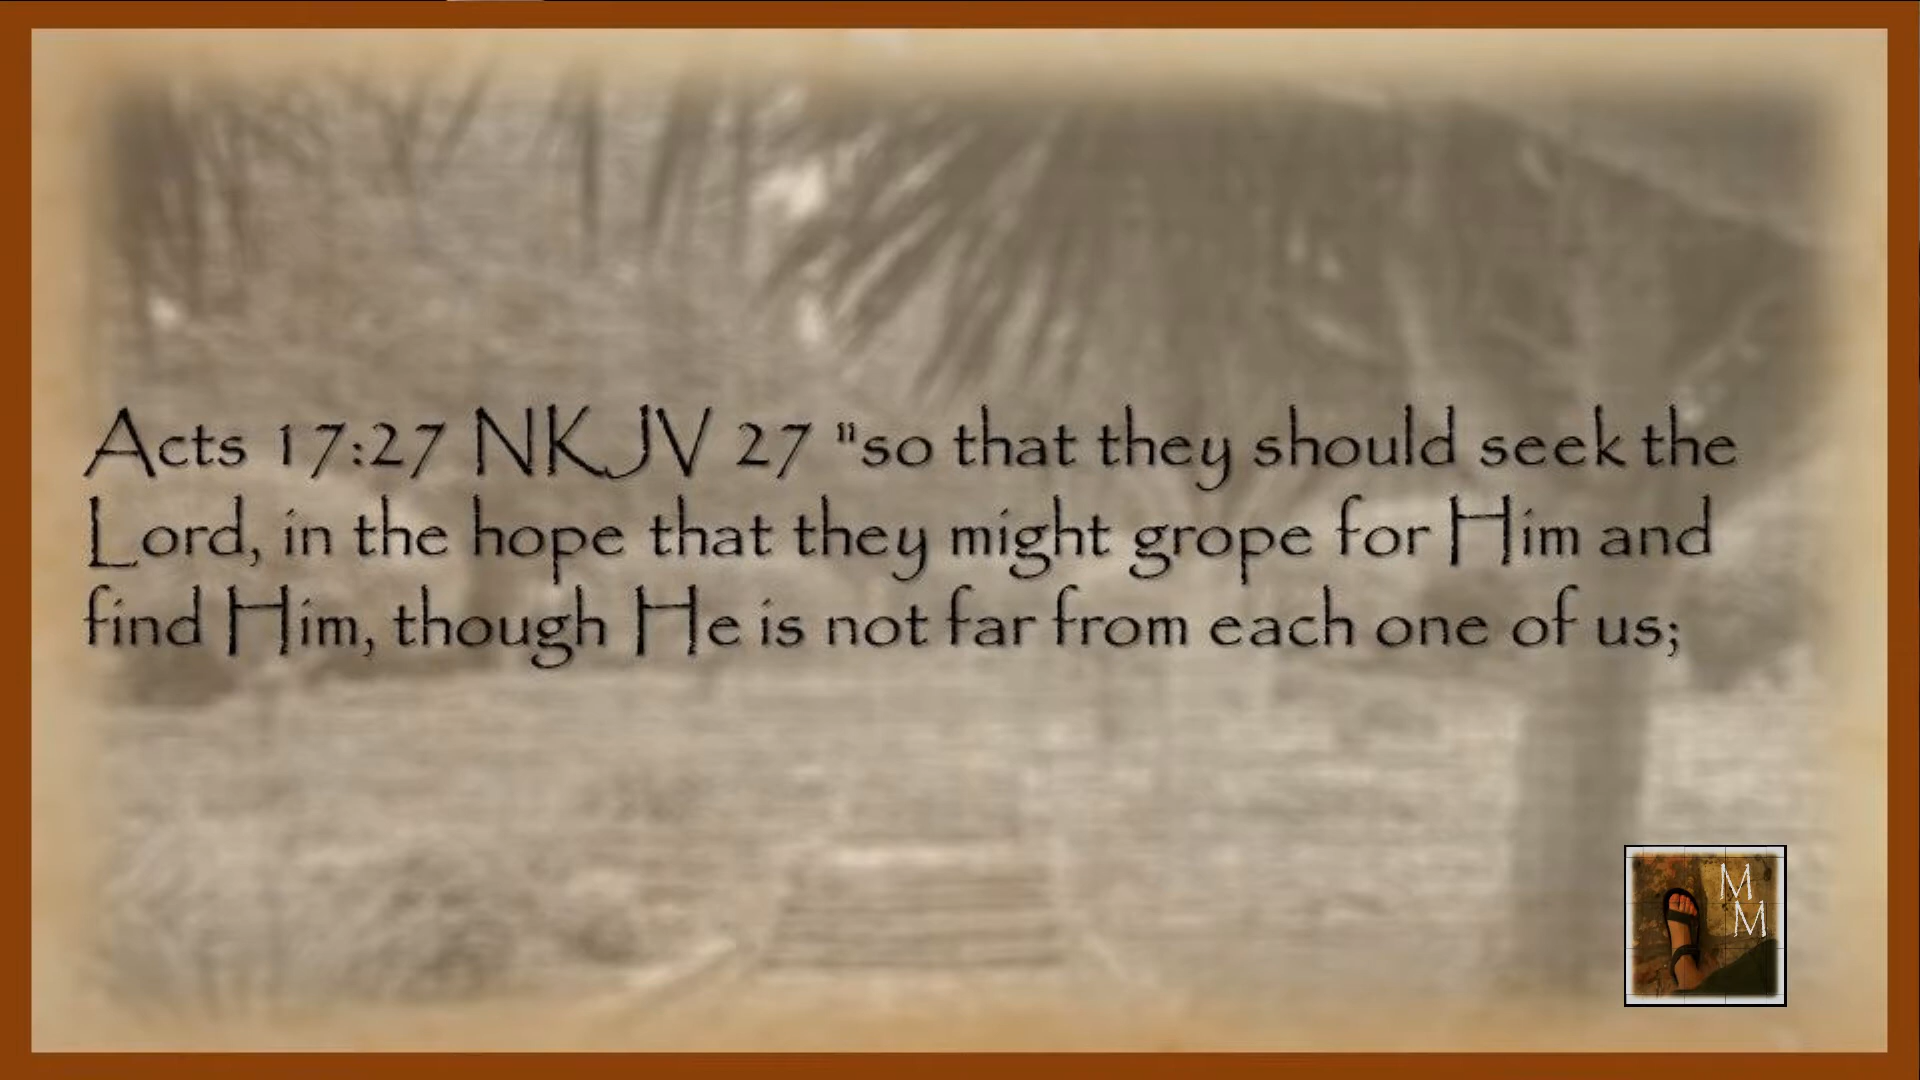 Acts 17:27 NKJV 27 "so that they should seek the
Lord, in the hope that they might grope for Him and
find Him, though He is not far from each one of us;
M
M